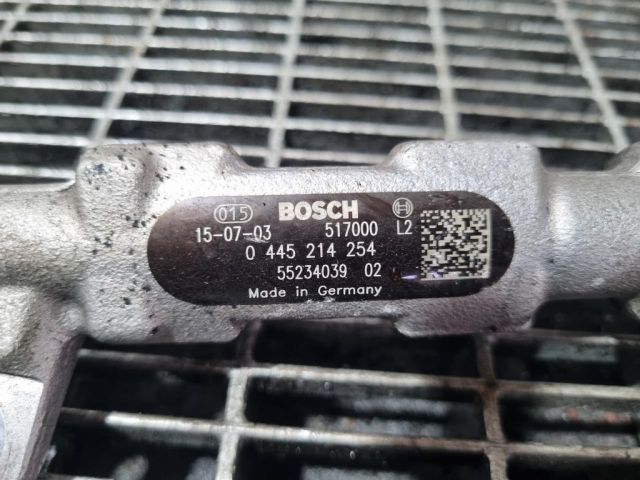 015 BOSCH
15-07-03 517000 L2
0 445 214 254
55234039 02
Made in Germany